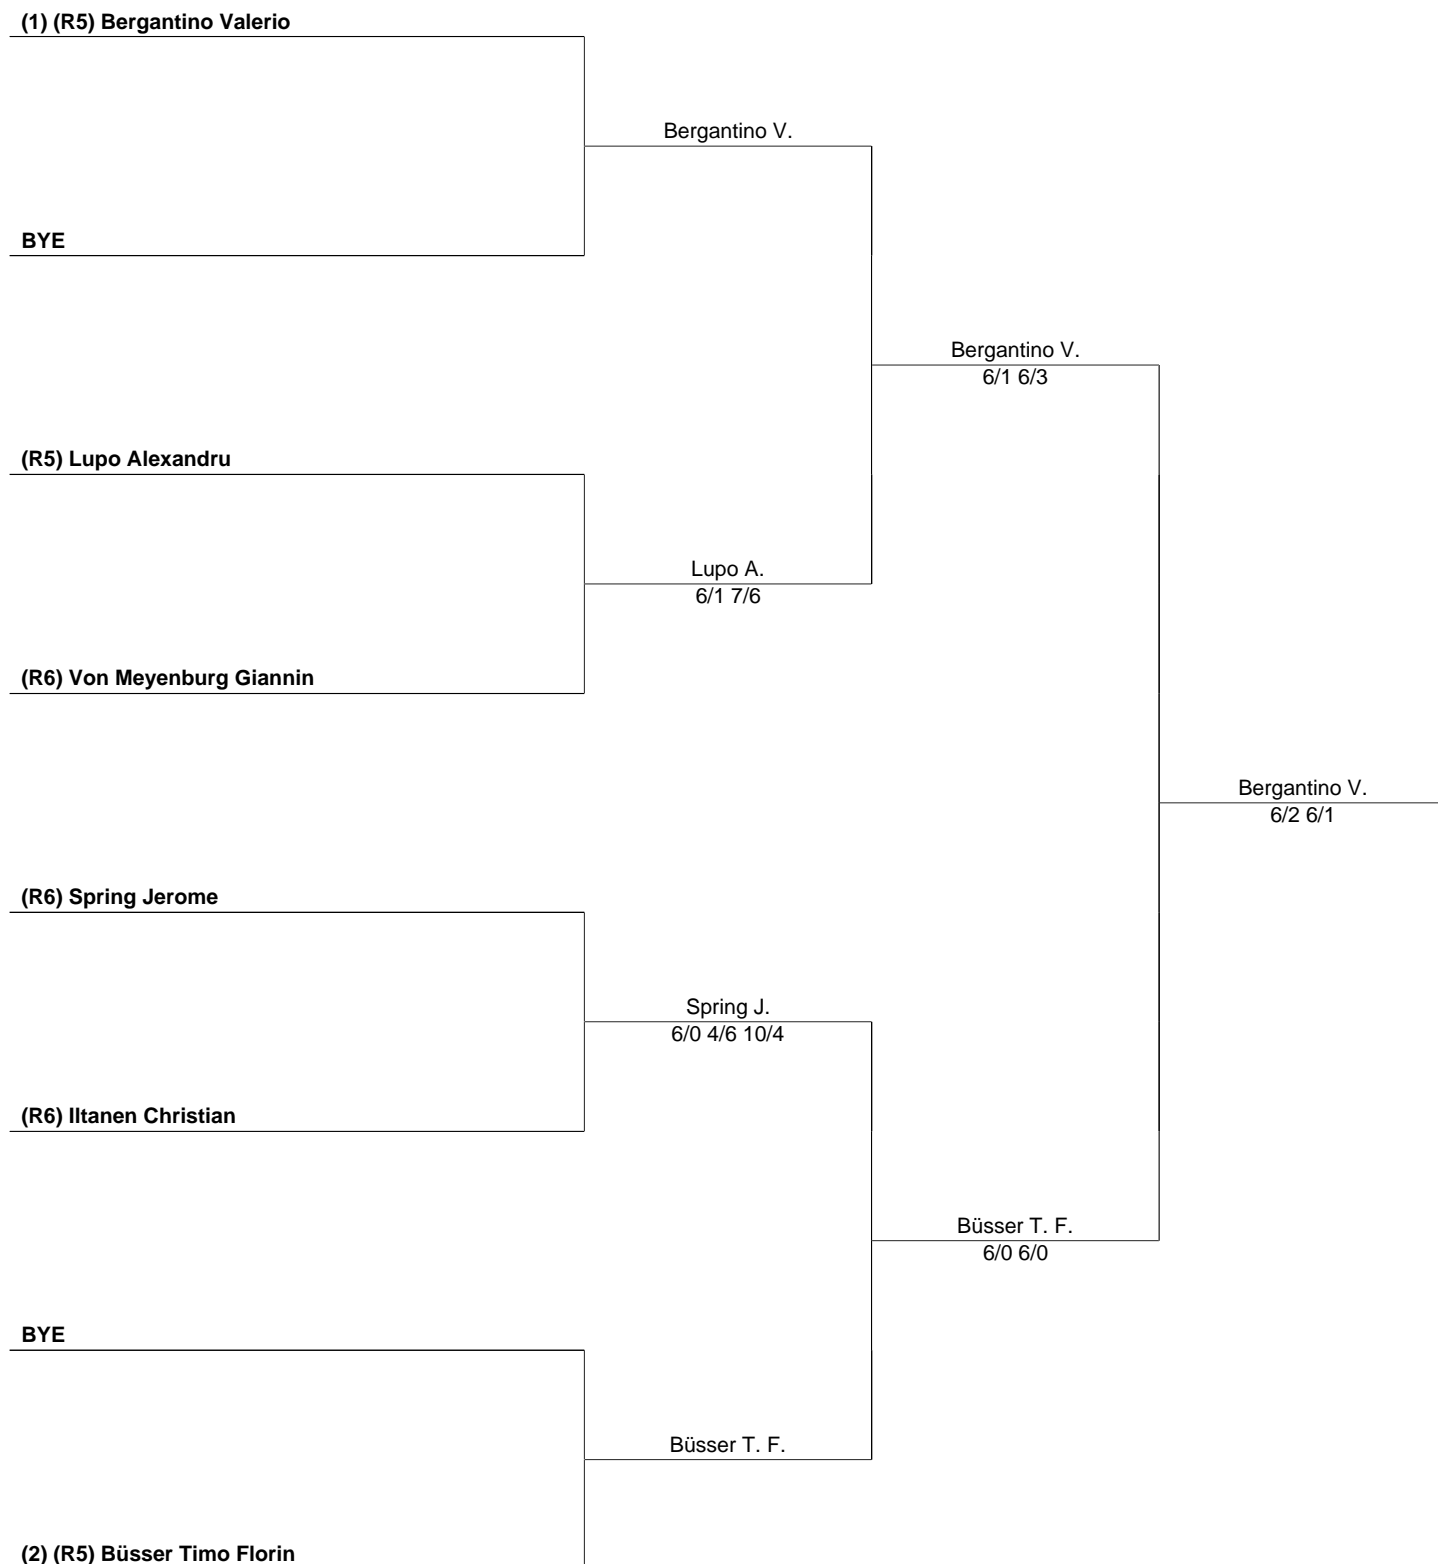 (1) (R5) Bergantino Valerio
Bergantino V.
BYE
Bergantino V.
6/1 6/3
(R5) Lupo Alexandru
Lupo A.
6/1 7/6
(R6) Von Meyenburg Giannin
Bergantino V.
6/2 6/1
(R6) Spring Jerome
Spring J.
6/0 4/6 10/4
(R6) Iltanen Christian
Büsser T. F.
6/0 6/0
BYE
Büsser T. F.
(2) (R5) Büsser Timo Florin